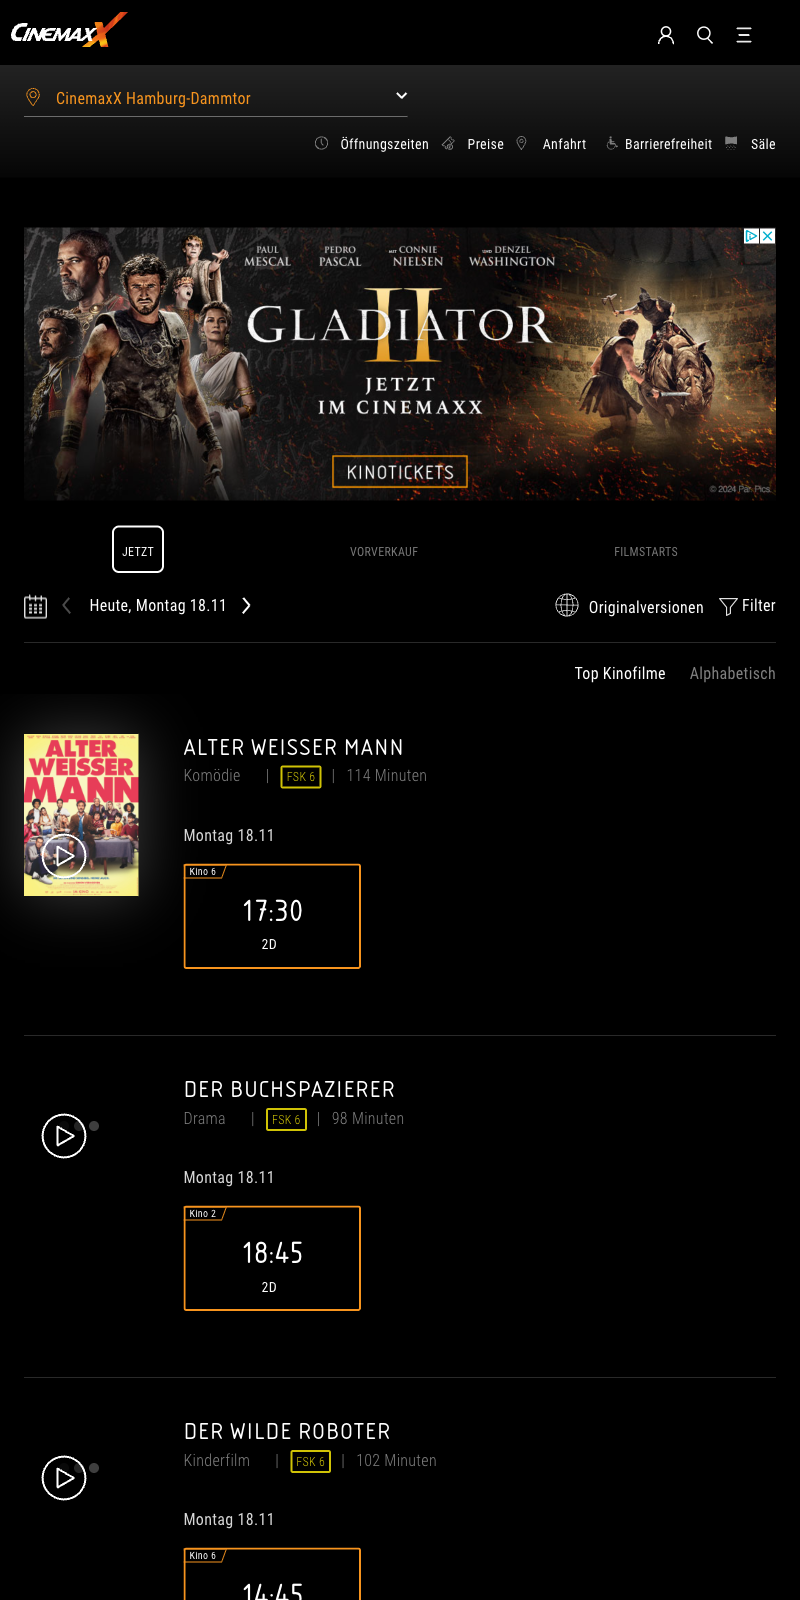 CINEMAXX
CinemaxX Hamburg-Dammtor
Öffnungszeiten Preise Anfahrt Barrierefreiheit Säle
PAUL MESCAL PEDRO PASCAL MIT CONNIE NIELSEN UND DENZEL WASHINGTON
GLADIATOR
II
JETZT
IM CINEMAXX
KINOTICKETS
© 2024 Par. Pics.
JETZT VORVERKAUF FILMSTARTS
Heute, Montag 18.11 Originalversionen Filter
Top Kinofilme Alphabetisch
ALTER
WEISSER
MANN
ALTER WEISSER MANN
Komödie | FSK 6 | 114 Minuten
Montag 18.11
Kino 6
17:30
2D
DER BUCHSPAZIERER
Drama | FSK 6 | 98 Minuten
Montag 18.11
Kino 2
18:45
2D
DER WILDE ROBOTER
Kinderfilm | FSK 6 | 102 Minuten
Montag 18.11
Kino 6
14:45